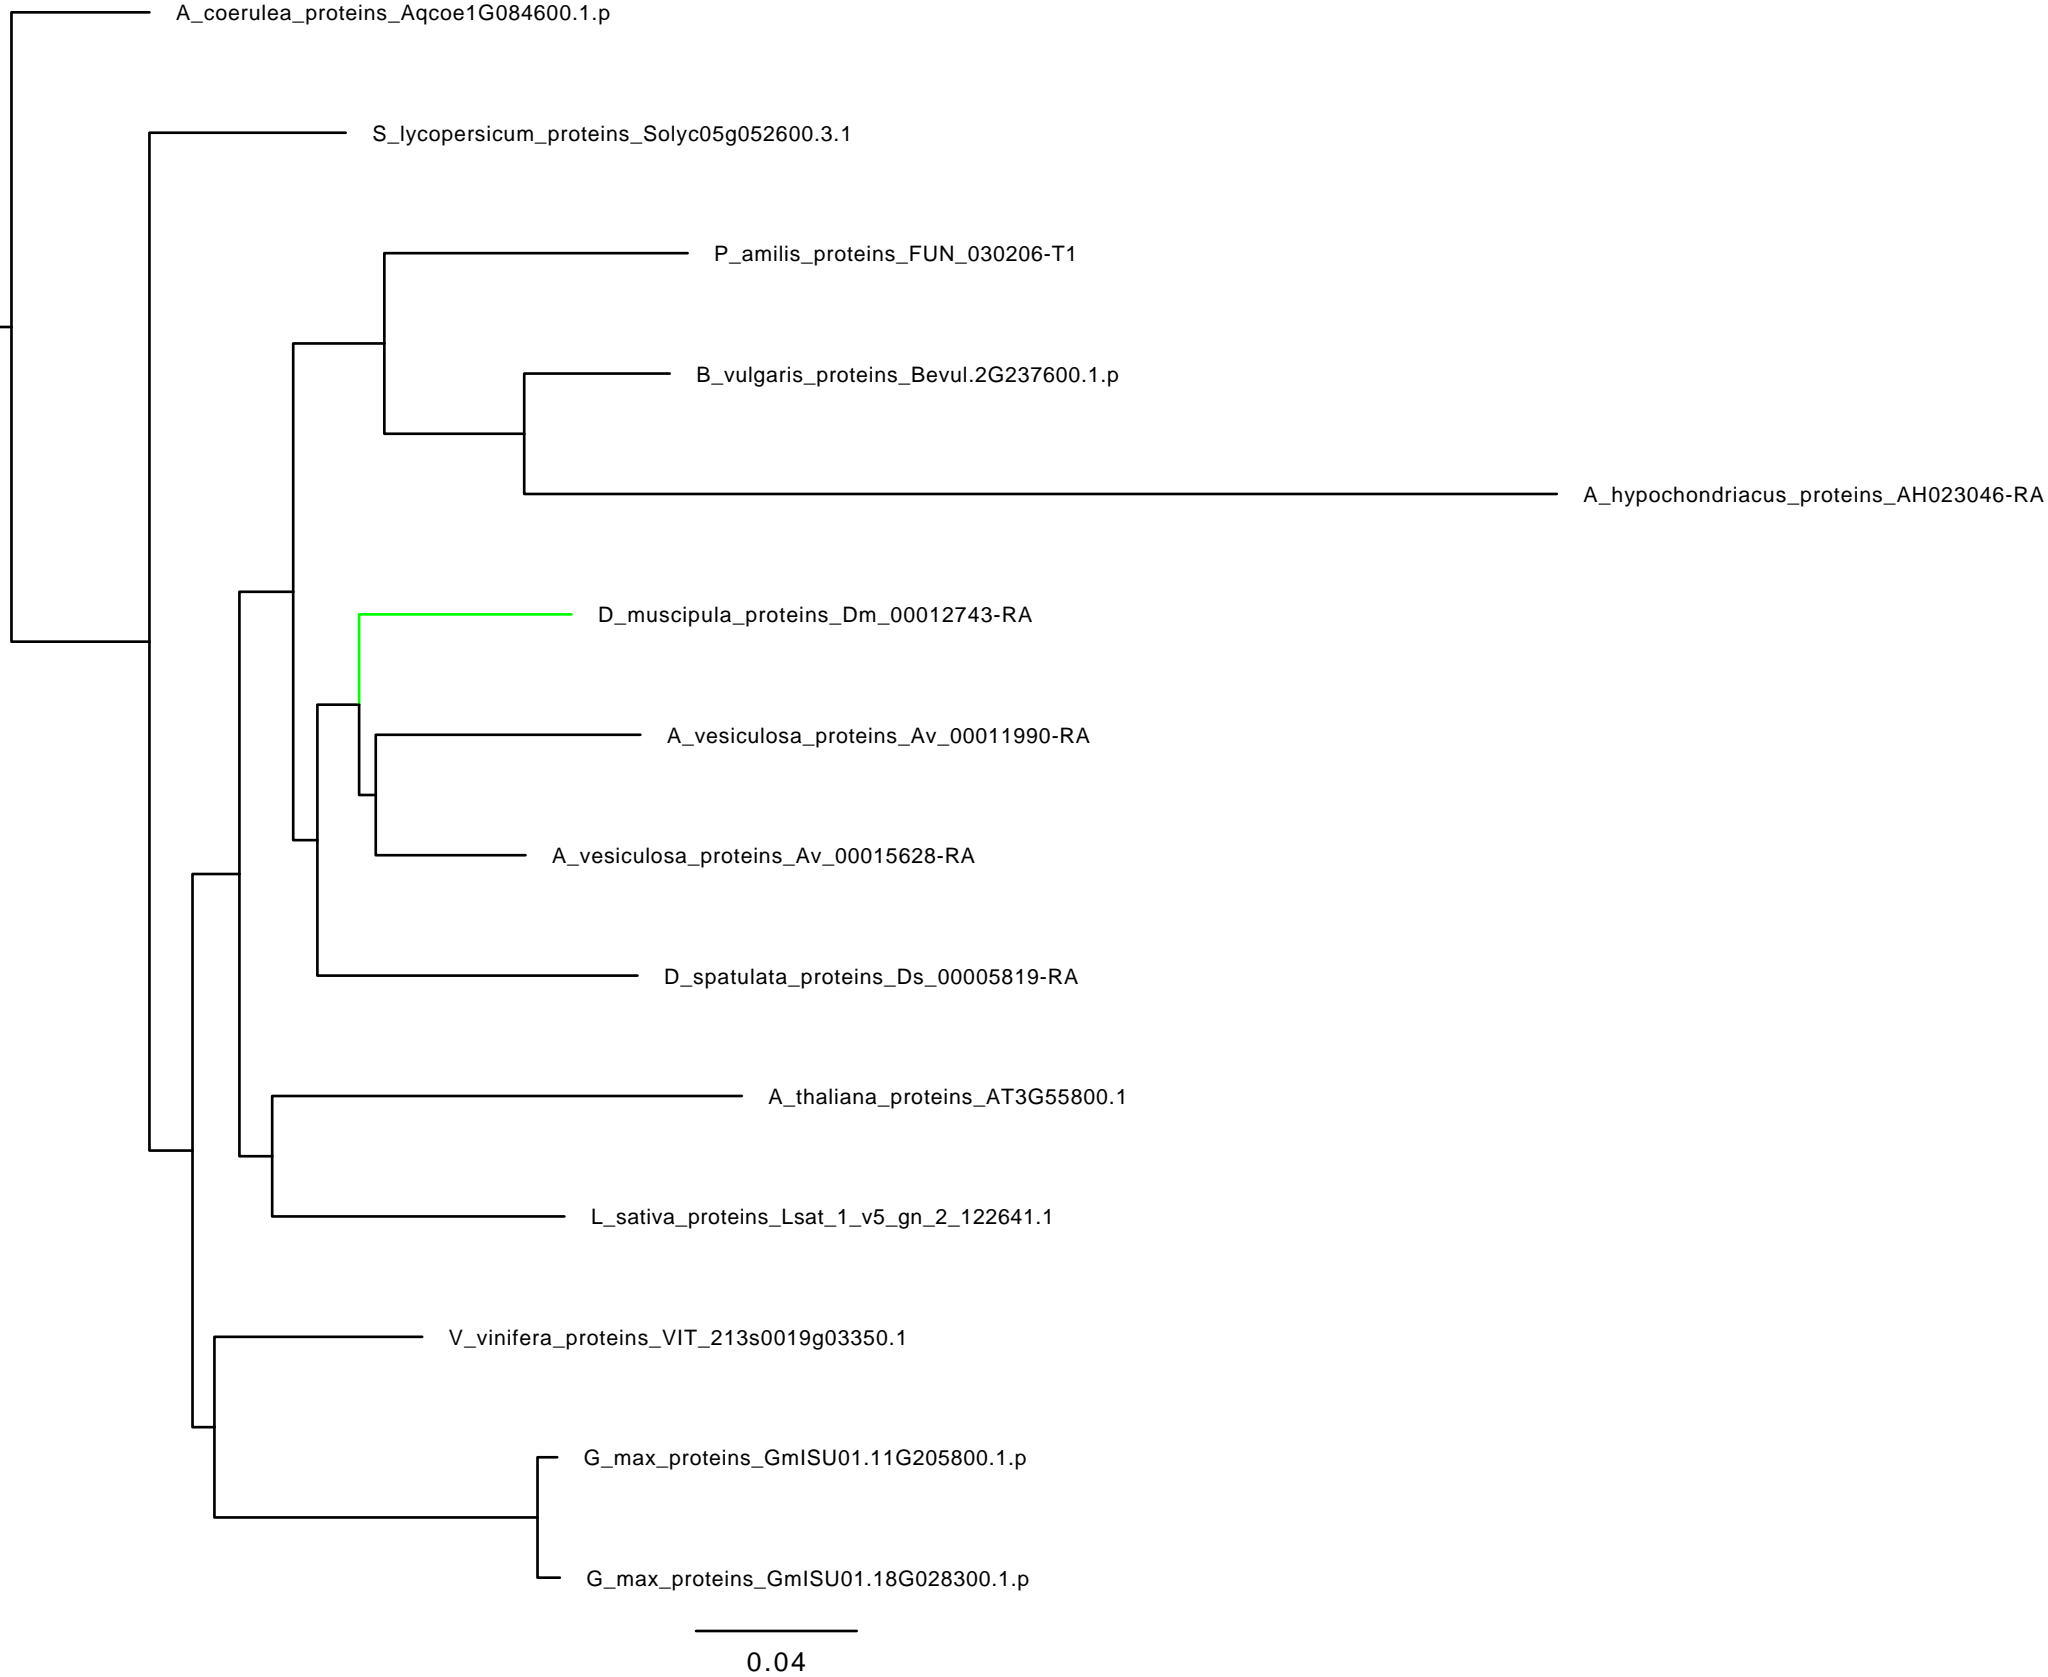 A_coerulea_proteins_Aqcoe1G084600.1.p
S_lycopersicum_proteins_Solyc05g052600.3.1
P_amilis_proteins_FUN_030206-T1
B_vulgaris_proteins_Bevul.2G237600.1.p
A_hypochondriacus_proteins_AH023046-RA
D_muscipula_proteins_Dm_00012743-RA
A_vesiculosa_proteins_Av_00011990-RA
A_vesiculosa_proteins_Av_00015628-RA
D_spatulata_proteins_Ds_00005819-RA
A_thaliana_proteins_AT3G55800.1
L_sativa_proteins_Lsat_1_v5_gn_2_122641.1
V_vinifera_proteins_VIT_213s0019g03350.1
G_max_proteins_GmISU01.11G205800.1.p
G_max_proteins_GmISU01.18G028300.1.p
0.04